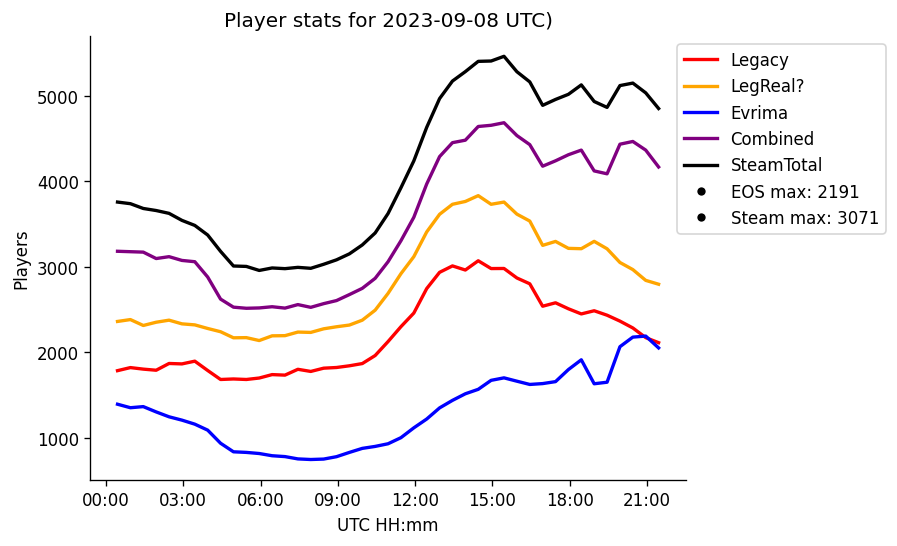 Player stats for 2023-09-08 UTC)
Legacy
LegReal?
Evrima
Combined
SteamTotal
EOS max: 2191
Steam max: 3071
Players
5000
4000
3000
2000
1000
00:00 03:00 06:00 09:00 12:00 15:00 18:00 21:00
UTC HH:mm